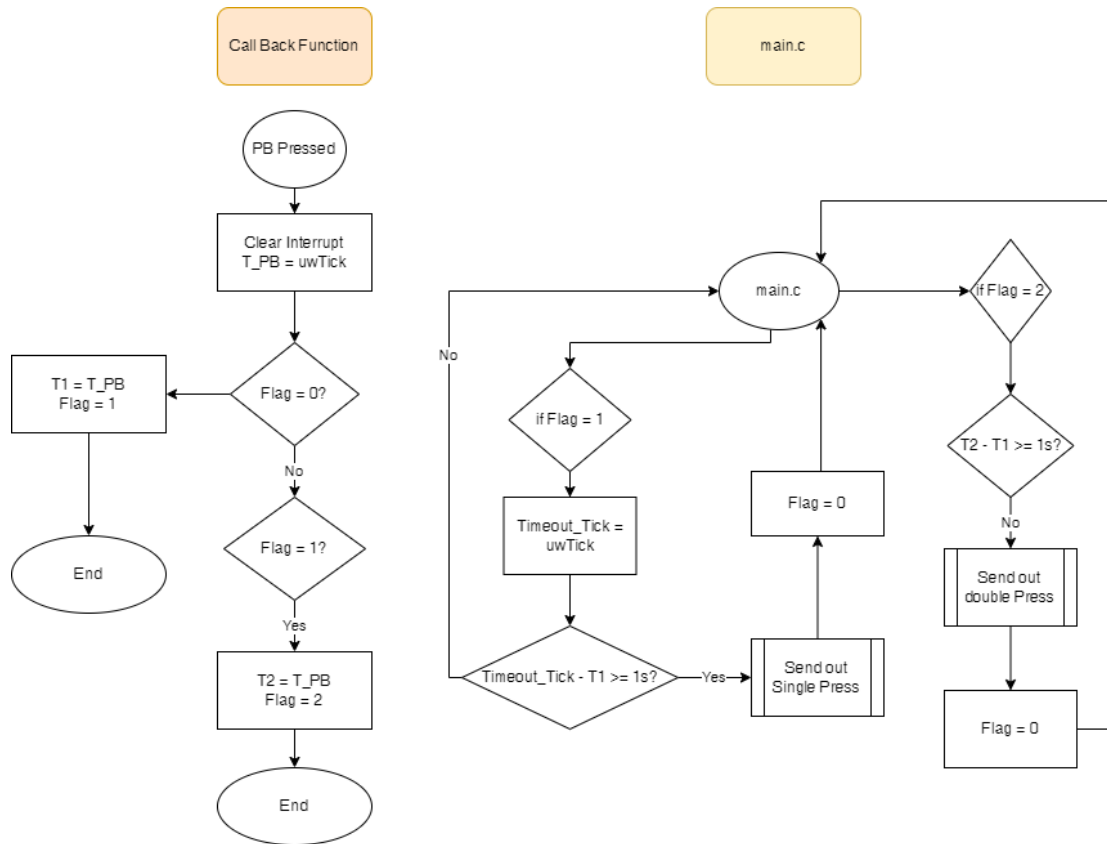 Call Back Function
main.c
PB Pressed
Clear Interrupt
T_PB = uwTick
Flag = 0?
T1 = T_PB
Flag = 1
No
Flag = 1?
End
Yes
T2 = T_PB
Flag = 2
End
main.c
if Flag = 2
No
if Flag = 1
T2 - T1 >= 1s?
Flag = 0
Timeout_Tick =
uwTick
No
Send out
double Press
Timeout_Tick - T1 >= 1s?
Yes
Send out
Single Press
Flag = 0